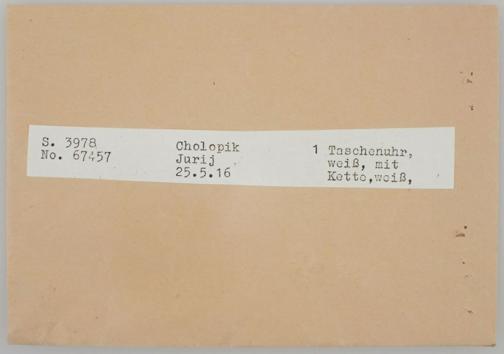 S. 3978
No. 67457
Cholopik
Jurij
25.5.16
1 Taschenuhr,
weiß, mit
Kette,weiß,